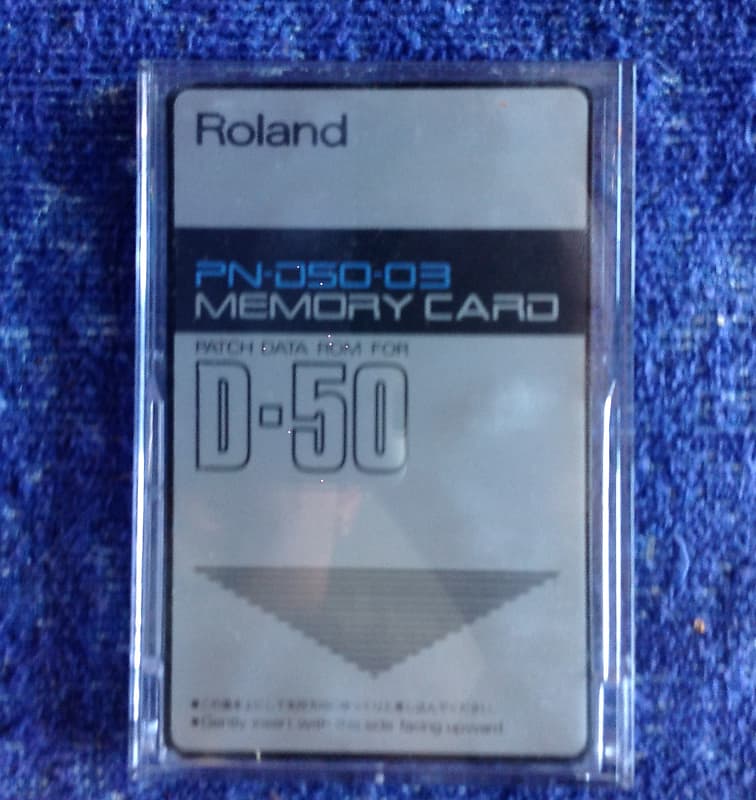 Roland
PN-D50-03
MEMORY CARD
PATCH DATA ROM FOR
D-50
●Gently insert with this side facing upward